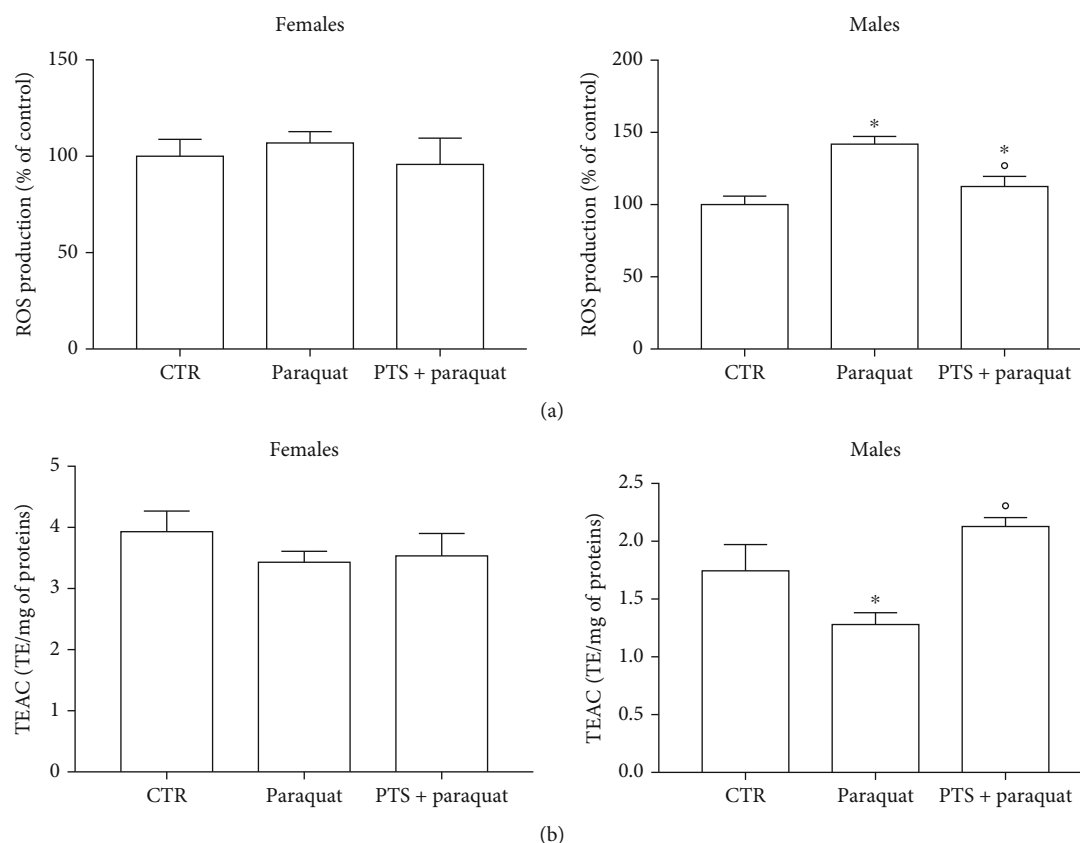 Females
ROS production (% of control)
150
100
50
0
CTR
Paraquat
PTS + paraquat
Males
ROS production (% of control)
200
150
100
50
0
*
*
°
CTR
Paraquat
PTS + paraquat
(a)
Females
TEAC (TE/mg of proteins)
5
4
3
2
1
0
CTR
Paraquat
PTS + paraquat
Males
TEAC (TE/mg of proteins)
2.5
2.0
1.5
1.0
0.5
0.0
*
°
CTR
Paraquat
PTS + paraquat
(b)